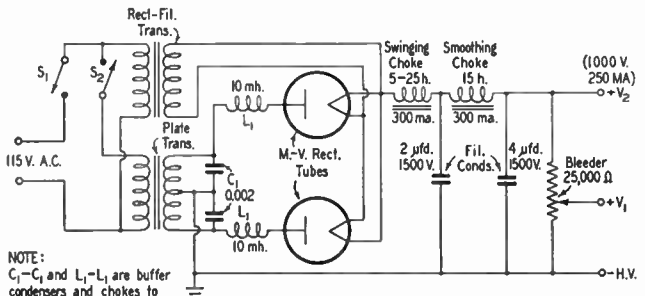 Rect-Fil.
Trans.
S₁
S₂
Plate
Trans.
115 V. A.C.
10 mh.
L₁
C₁
0.002
L₁
10 mh.
M.-V. Rect.
Tubes
Swinging
Choke
5-25h.
300 ma.
Smoothing
Choke
15 h.
300 ma.
2 µfd.
1500 V.
Fil.
Conds.
4 µfd.
1500V.
(1000 V.
250 MA)
+V₂
Bleeder
25,000 Ω
+V₁
-H.V.
NOTE:
C₁-C₁ and L₁-L₁ are buffer
condensers and chokes to